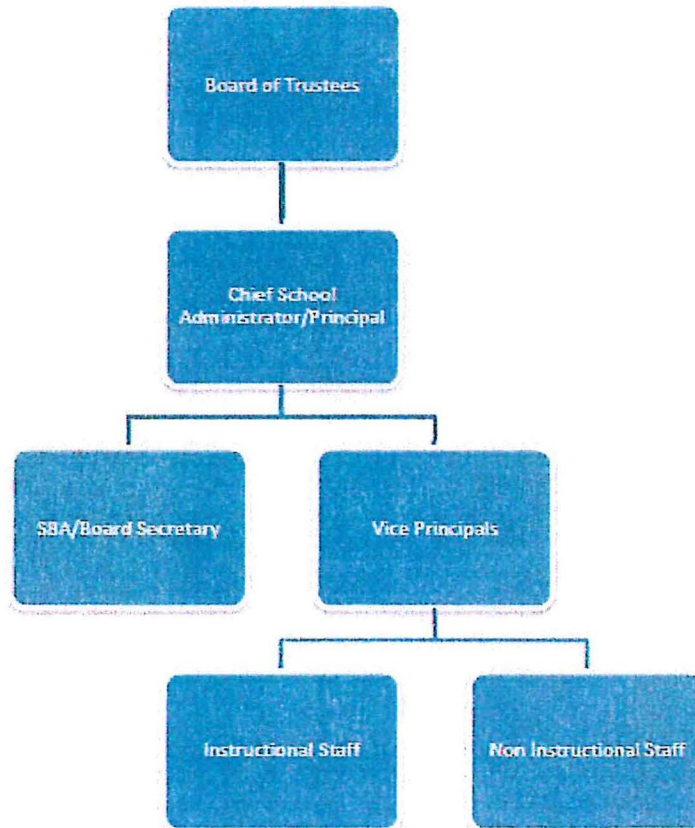 Board of Trustees
Chief School
Administrator/Principal
SBA/Board Secretary
Vice Principals
Instructional Staff
Non Instructional Staff